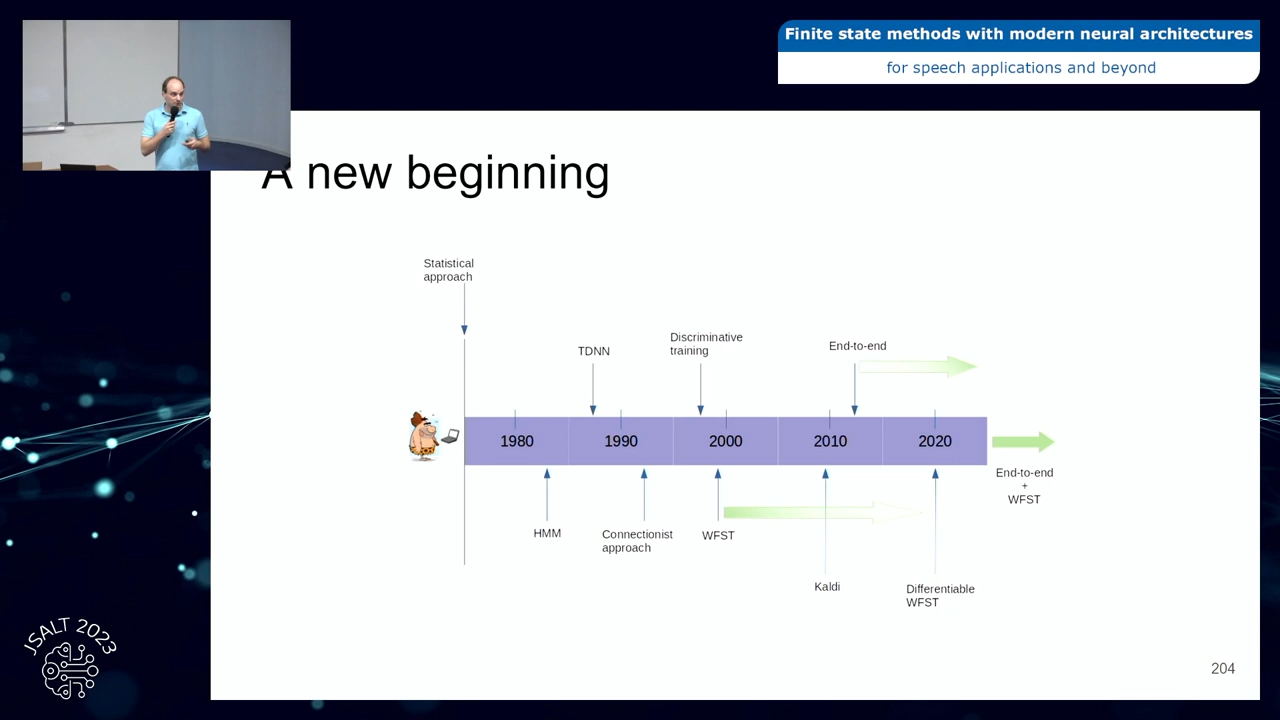 Finite state methods with modern neural architectures
for speech applications and beyond
A new beginning
Statistical
approach
TDNN
Discriminative
training
End-to-end
1980
1990
2000
2010
2020
End-to-end
+
WFST
HMM
Connectionist
approach
WFST
Kaldi
Differentiable
WFST
JSALT 2023
204